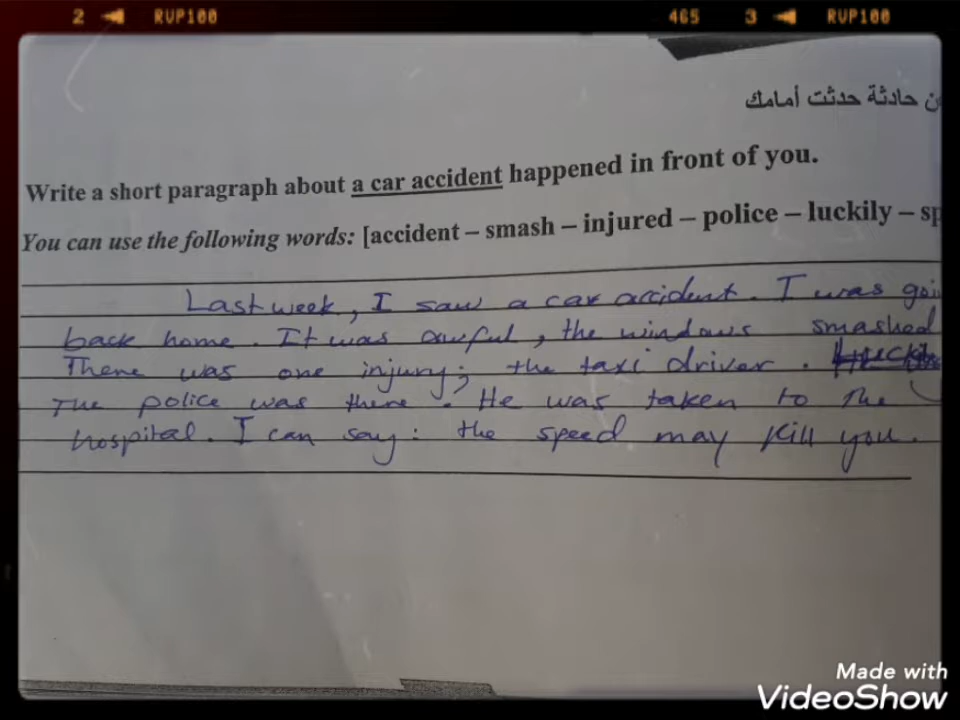 2 RVP100 465 3 RVP100
حادثة حدثت أمامك
Write a short paragraph about a car accident happened in front of you.
You can use the following words: [accident – smash – injured – police – luckily – sp
Last week, I saw a car accident. I was goi
back home. It was awful, the windows smashed
There was one injury; the taxi driver.
The police was there. He was taken to the
hospital. I can say: the speed may kill you.
Made with
VideoShow